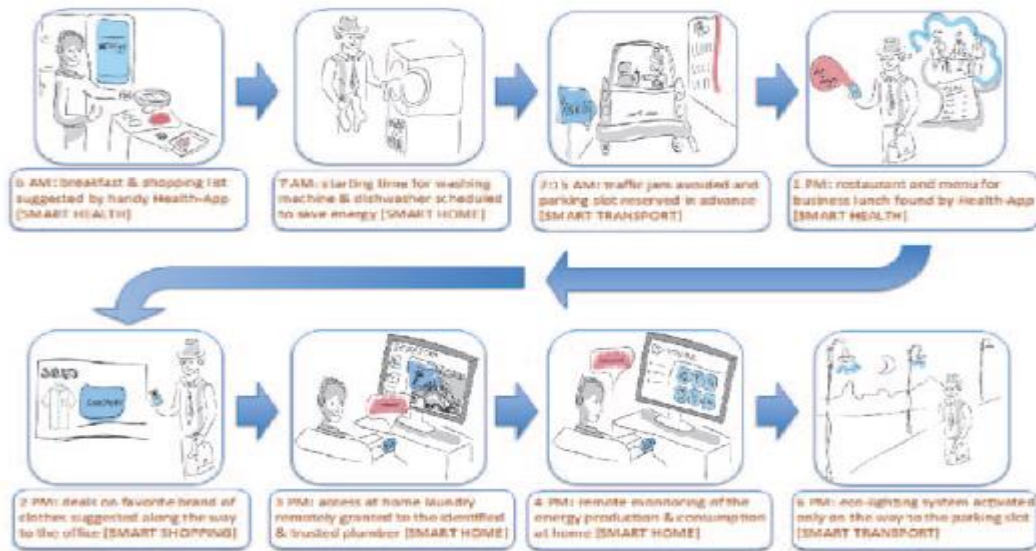 6 AM: breakfast & shopping list
suggested by handy Health-App
[SMART HEALTH]
7 AM: starting time for washing
machine & dishwasher scheduled
to save energy [SMART HOME]
7:15 AM: traffic jam avoided and
parking slot reserved in advance
[SMART TRANSPORT]
1 PM: restaurant and menu for
business lunch found by Health-App
[SMART HEALTH]
2 PM: deals on favorite brand of
clothes suggested along the way
to the office [SMART SHOPPING]
3 PM: access at home laundry
remotely granted to the identified
& trusted plumber [SMART HOME]
4 PM: remote monitoring of the
energy production & consumption
at home [SMART HOME]
6 PM: eco-lighting system activated
only on the way to the parking slot
[SMART TRANSPORT]